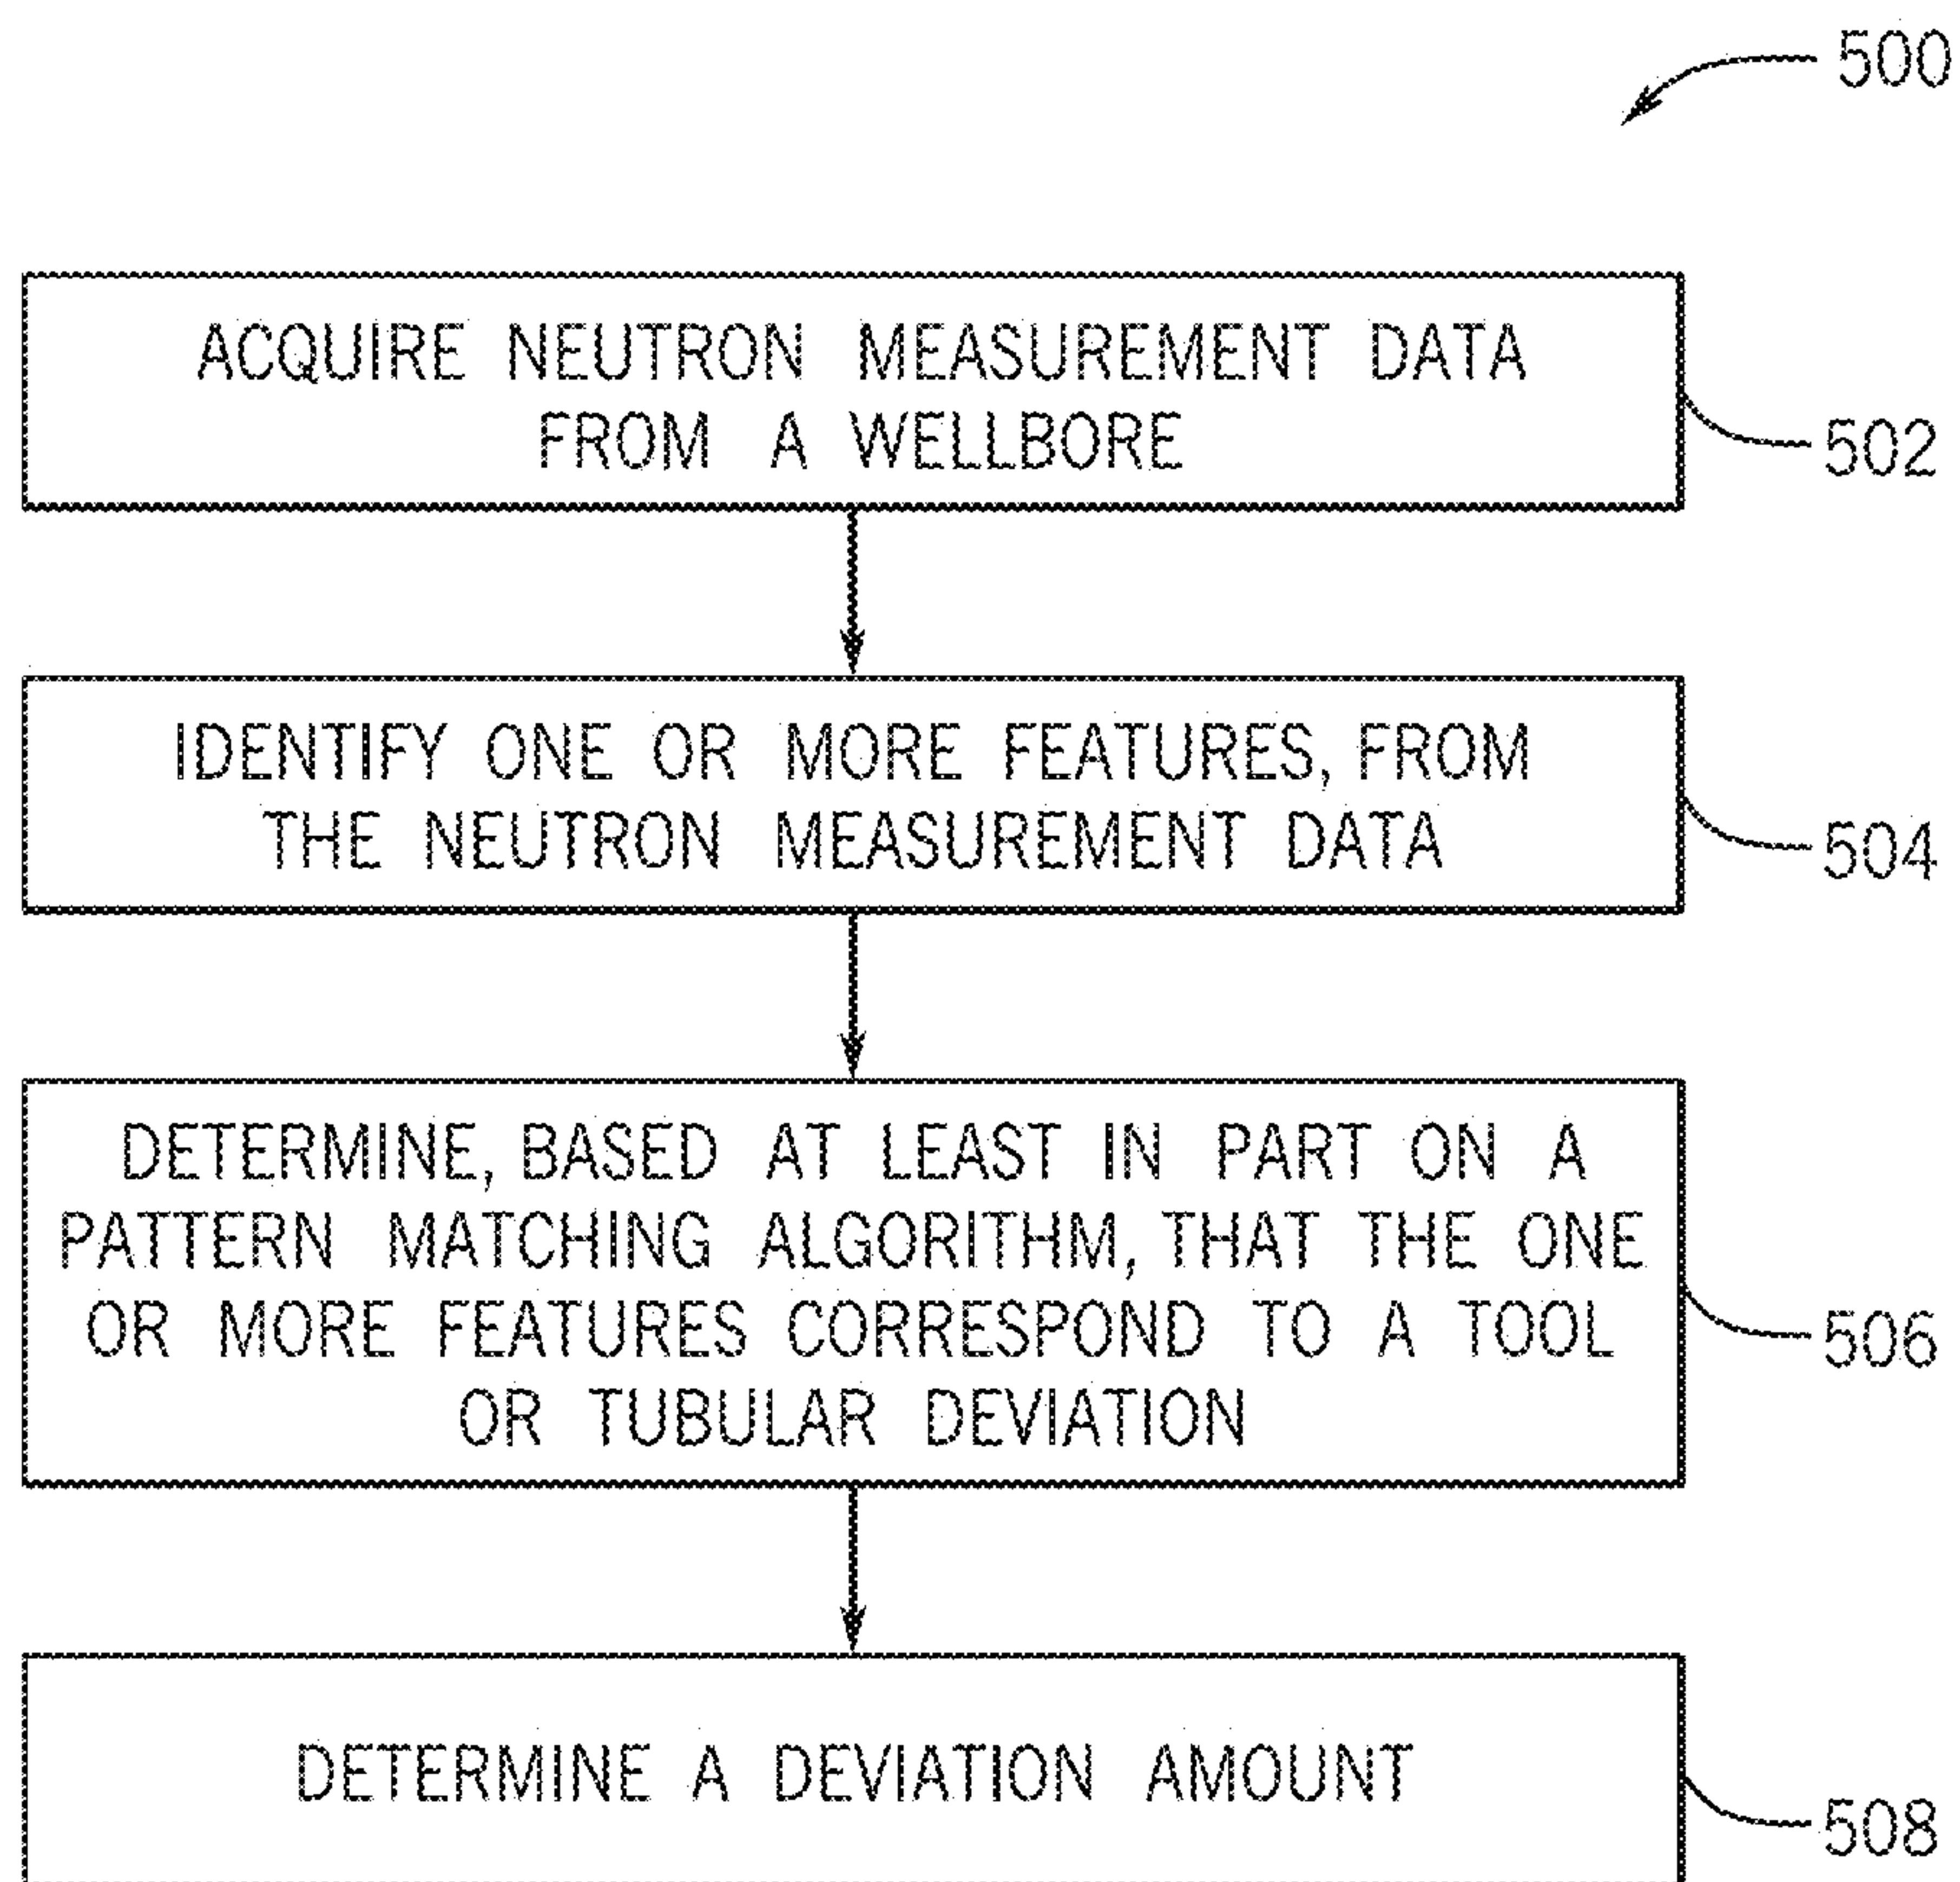 500
ACQUIRE NEUTRON MEASUREMENT DATA
FROM A WELLBORE
502
IDENTIFY ONE OR MORE FEATURES, FROM
THE NEUTRON MEASUREMENT DATA
504
DETERMINE, BASED AT LEAST IN PART ON A
PATTERN MATCHING ALGORITHM, THAT THE ONE
OR MORE FEATURES CORRESPOND TO A TOOL
OR TUBULAR DEVIATION
506
DETERMINE A DEVIATION AMOUNT
508